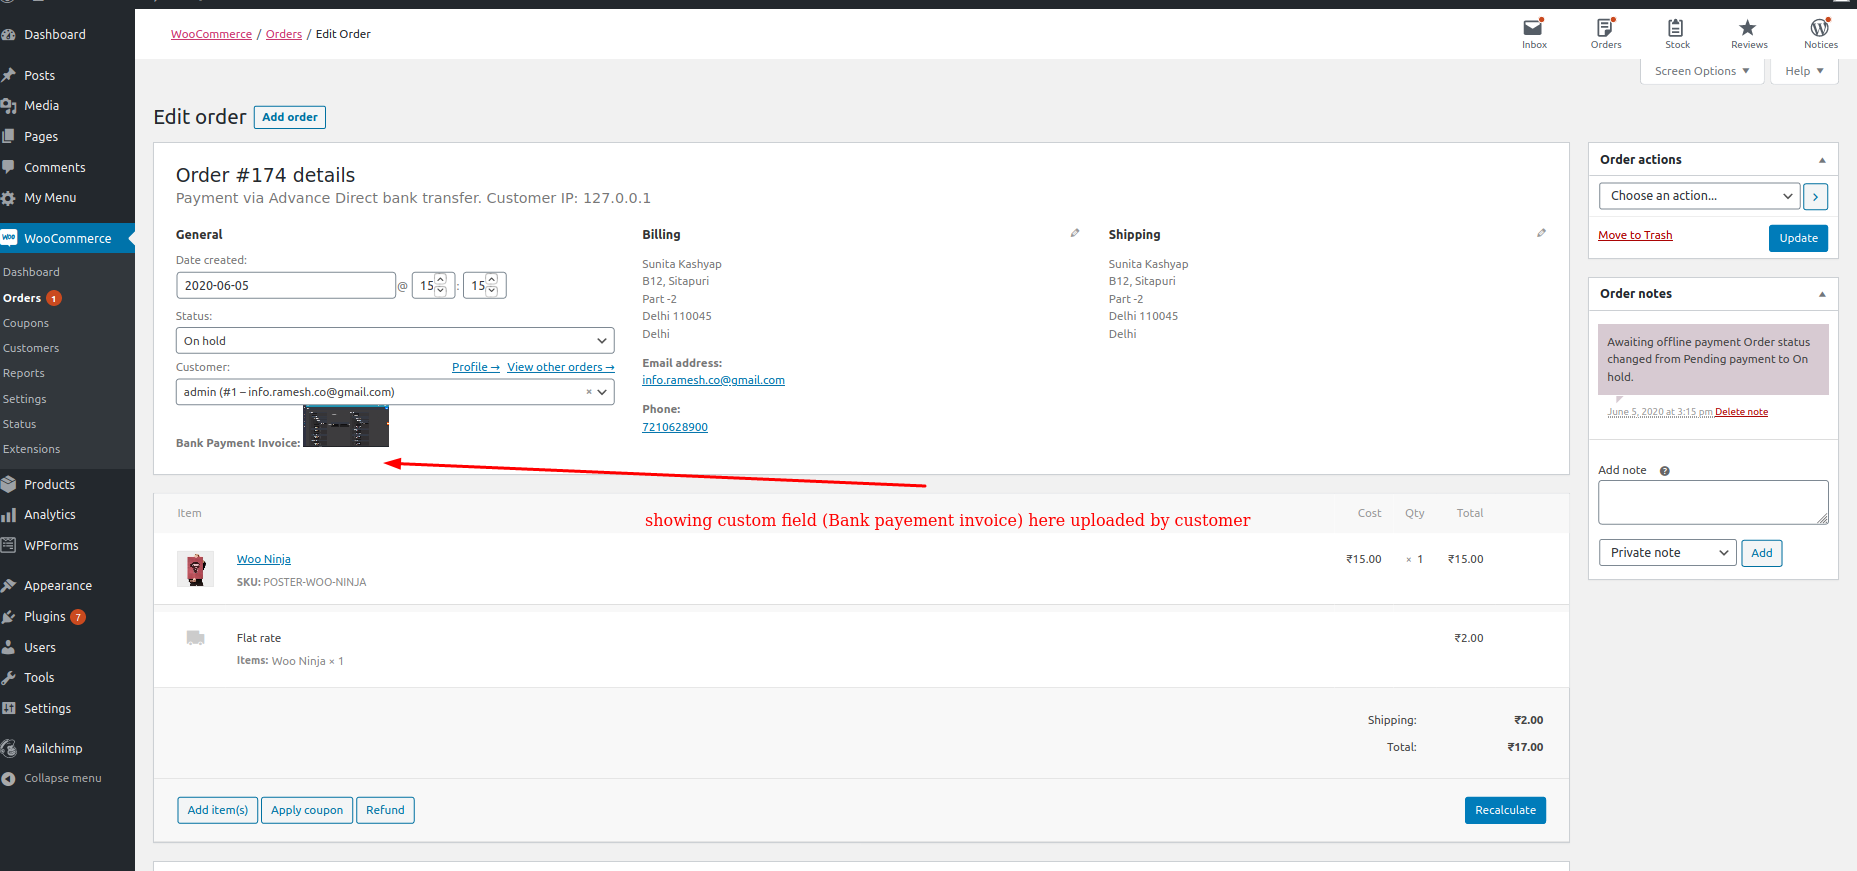 WooCommerce / Orders / Edit Order
Inbox
Orders
Stock
Reviews
Notices
Screen Options
Help
Dashboard
Posts
Media
Pages
Comments
My Menu
WooCommerce
Dashboard
Orders 1
Coupons
Customers
Reports
Settings
Status
Extensions
Products
Analytics
WPForms
Appearance
Plugins 7
Users
Tools
Settings
Mailchimp
Collapse menu
Edit order Add order
Order #174 details
Payment via Advance Direct bank transfer. Customer IP: 127.0.0.1
General
Date created:
2020-06-05 @ 15 : 15
Status:
On hold
Customer: Profile → View other orders →
admin (#1 – info.ramesh.co@gmail.com) ×
Bank Payment Invoice:
Billing
Sunita Kashyap
B12, Sitapuri
Part -2
Delhi 110045
Delhi
Email address:
info.ramesh.co@gmail.com
Phone:
7210628900
Shipping
Sunita Kashyap
B12, Sitapuri
Part -2
Delhi 110045
Delhi
showing custom field (Bank payement invoice) here uploaded by customer
Item Cost Qty Total
Woo Ninja ₹15.00 × 1 ₹15.00
SKU: POSTER-WOO-NINJA
Flat rate ₹2.00
Items: Woo Ninja × 1
Shipping: ₹2.00
Total: ₹17.00
Add item(s) Apply coupon Refund Recalculate
Order actions
Choose an action...
Move to Trash Update
Order notes
Awaiting offline payment Order status
changed from Pending payment to On
hold.
June 5, 2020 at 3:15 pm Delete note
Add note ?
Private note Add